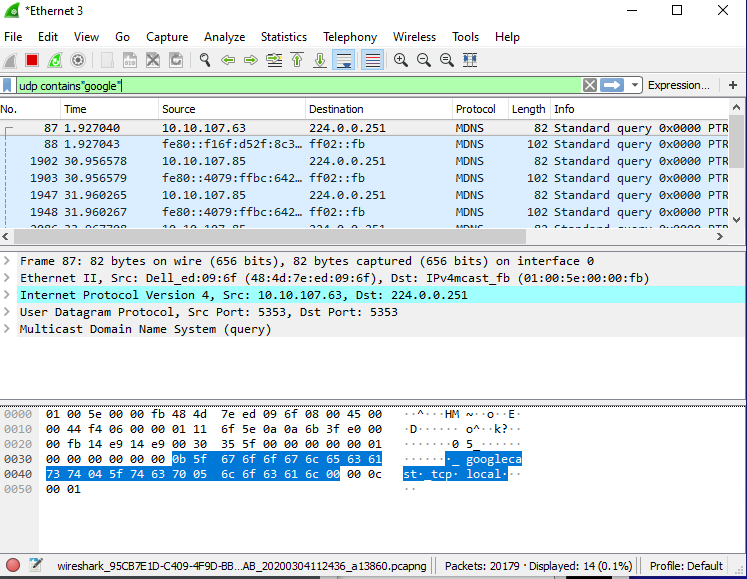 *Ethernet 3
File Edit View Go Capture Analyze Statistics Telephony Wireless Tools Help
udp contains"google" Expression... +
No. Time Source Destination Protocol Length Info
87 1.927040 10.10.107.63 224.0.0.251 MDNS 82 Standard query 0x0000 PTR
88 1.927043 fe80::f16f:d52f:8c3… ff02::fb MDNS 102 Standard query 0x0000 PTR
1902 30.956578 10.10.107.85 224.0.0.251 MDNS 82 Standard query 0x0000 PTR
1903 30.956579 fe80::4079:ffbc:642… ff02::fb MDNS 102 Standard query 0x0000 PTR
1947 31.960265 10.10.107.85 224.0.0.251 MDNS 82 Standard query 0x0000 PTR
1948 31.960267 fe80::4079:ffbc:642… ff02::fb MDNS 102 Standard query 0x0000 PTR
Frame 87: 82 bytes on wire (656 bits), 82 bytes captured (656 bits) on interface 0
Ethernet II, Src: Dell_ed:09:6f (48:4d:7e:ed:09:6f), Dst: IPv4mcast_fb (01:00:5e:00:00:fb)
Internet Protocol Version 4, Src: 10.10.107.63, Dst: 224.0.0.251
User Datagram Protocol, Src Port: 5353, Dst Port: 5353
Multicast Domain Name System (query)
0000 01 00 5e 00 00 fb 48 4d 7e ed 09 6f 08 00 45 00 ··^···HM ~··o··E·
0010 00 44 f4 06 00 00 01 11 6f 5e 0a 0a 6b 3f e0 00 ·D······ o^··k?··
0020 00 fb 14 e9 14 e9 00 30 35 5f 00 00 00 00 00 01 ·······0 5_······
0030 00 00 00 00 00 00 0b 5f 67 6f 6f 67 6c 65 63 61 ·······_ googleca
0040 73 74 04 5f 74 63 70 05 6c 6f 63 61 6c 00 00 0c st·_tcp· local···
0050 00 01 ··
wireshark_95CB7E1D-C409-4F9D-BB...AB_20200304112436_a13860.pcapng Packets: 20179 · Displayed: 14 (0.1%) Profile: Default